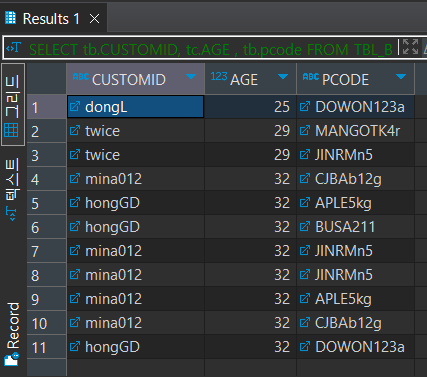 Results 1
SELECT tb.CUSTOMID, tc.AGE , tb.pcode FROM TBL_B
ABC CUSTOMID 123 AGE ABC PCODE
1 dongL 25 DOWON123a
2 twice 29 MANGOTK4r
3 twice 29 JINRMn5
4 mina012 32 CJBAb12g
5 hongGD 32 APLE5kg
6 hongGD 32 BUSA211
7 mina012 32 JINRMn5
8 mina012 32 JINRMn5
9 mina012 32 APLE5kg
10 mina012 32 CJBAb12g
11 hongGD 32 DOWON123a
그리드
텍스트
Record